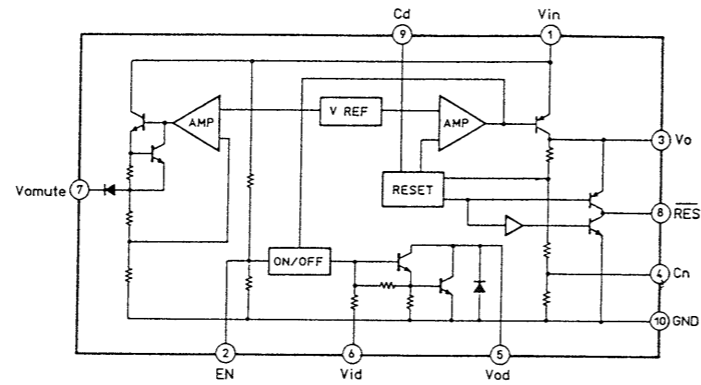 Cd
Vin
9
1
AMP
V REF
AMP
3
Vo
Vomute
7
RESET
8
RES
ON/OFF
4
Cn
10
GND
2
6
5
EN
Vid
Vod